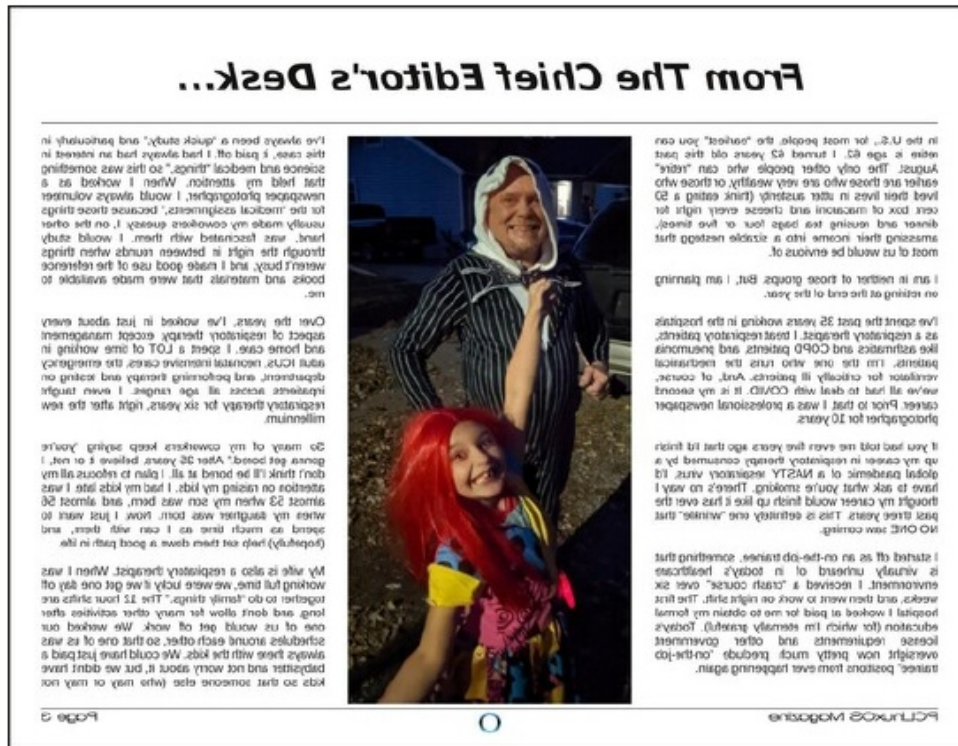 From The Chief Editor's Desk...
In the U.S., for most people, the "earliest" you can
retire is age 62. I turned 62 years old this past
August. The only other people who can "retire"
earlier are those who are very wealthy, or those who
lived their lives in utter austerity (think eating a 50
cent box of macaroni and cheese every night for
dinner and reusing tea bags four or five times),
amassing their income into a sizable nestegg that
most of us would be envious of.
I am in neither of those groups. But, I am planning
on retiring at the end of the year.
I've spent the past 35 years working in the hospitals
as a respiratory therapist. I treat respiratory patients,
like asthmatics and COPD patients, and pneumonia
patients. I'm the one who runs the mechanical
ventilator for critically ill patients. And, of course,
we've all had to deal with COVID. It is my second
career. Prior to that, I was a professional newspaper
photographer for 10 years.
If you had told me even five years ago that I'd finish
up my career in respiratory therapy consumed by a
global pandemic of a NASTY respiratory virus, I'd
have to ask what you're smoking. There's no way I
thought my career would finish up like it has over the
past three years. This is definitely one "wrinkle" that
NO ONE saw coming.
I started off as an on-the-job trainee, something that
is virtually unheard of in today's healthcare
environment. I received a "crash course" over six
weeks, and then went to work on night shift. The first
hospital I worked at paid for me to obtain my formal
education (for which I'm eternally grateful). Today's
license requirements and other government
oversight now pretty much preclude "on-the-job
trainee" positions from ever happening again.
I've always been a "quick study," and particularly in
this case, it paid off. I had always had an interest in
science and medical "things," so this was something
that held my attention. When I worked as a
newspaper photographer, I would always volunteer
for the "medical assignments," because those things
usually made my coworkers queasy. I, on the other
hand, was fascinated with them. I would study
through the night in between rounds when things
weren't busy, and I made good use of the reference
books and materials that were made available to
me.
Over the years, I've worked in just about every
aspect of respiratory therapy, except management
and home care. I spent a LOT of time working in
adult ICUs, neonatal intensive cares, the emergency
department, and performing therapy and testing on
inpatients across all age ranges. I even taught
respiratory therapy for six years, right after the new
millennium.
So many of my coworkers keep saying "you're
gonna get bored." After 35 years, believe it or not, I
don't think I'll be bored at all. I plan to refocus all my
attention on raising my kids. I had my kids late. I was
almost 53 when my son was born, and almost 56
when my daughter was born. Now, I just want to
spend as much time as I can with them, and
(hopefully) help set them down a good path in life.
My wife is also a respiratory therapist. When I was
working full time, we were lucky if we got one day off
together to do "family things." The 12 hour shifts are
long, and don't allow for many other activities after
one of us would get off work. We worked our
schedules around each other, so that one of us was
always there with the kids. We could have just paid a
babysitter and not worry about it, but we didn't have
kids so that someone else (who may or may not
PCLinuxOS Magazine
Page 3